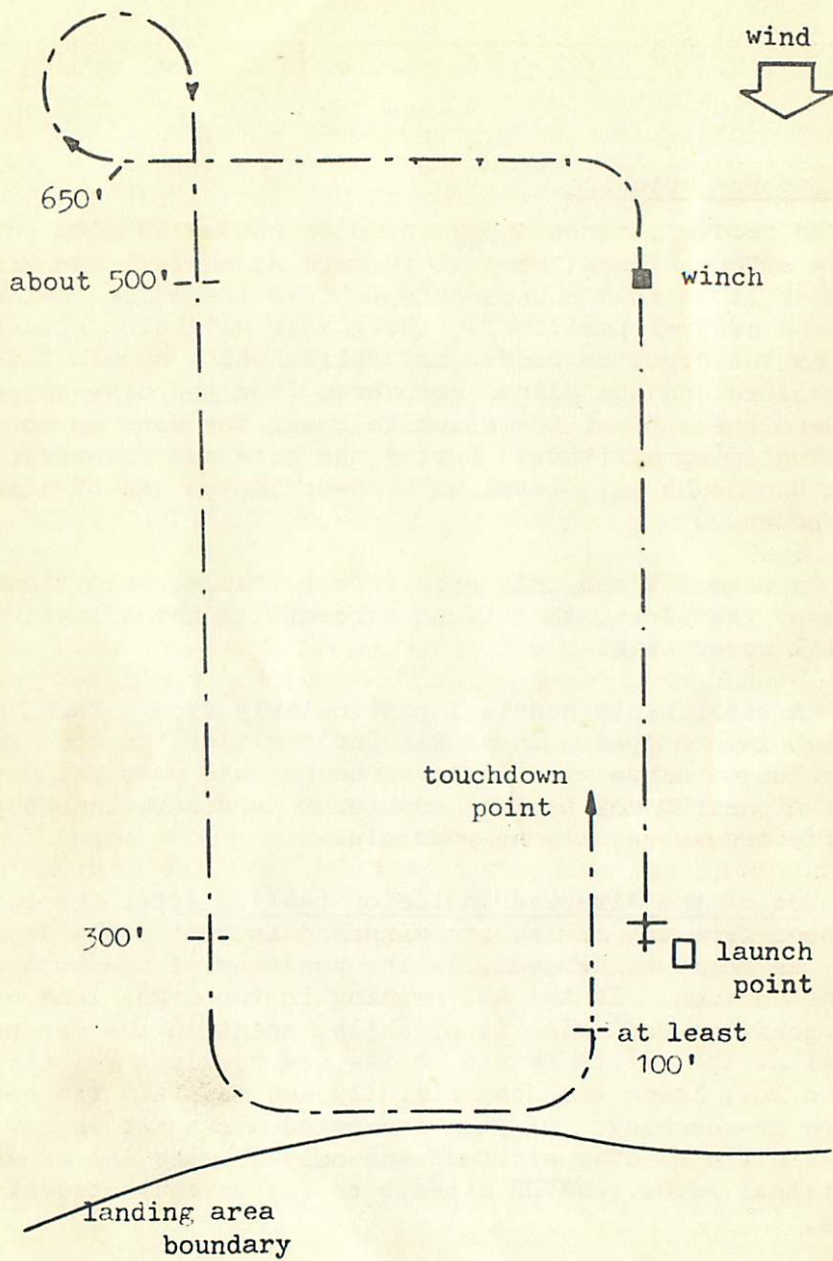 wind
650'
about 500'
winch
touchdown
point
300'
launch
point
at least
100'
landing area
boundary